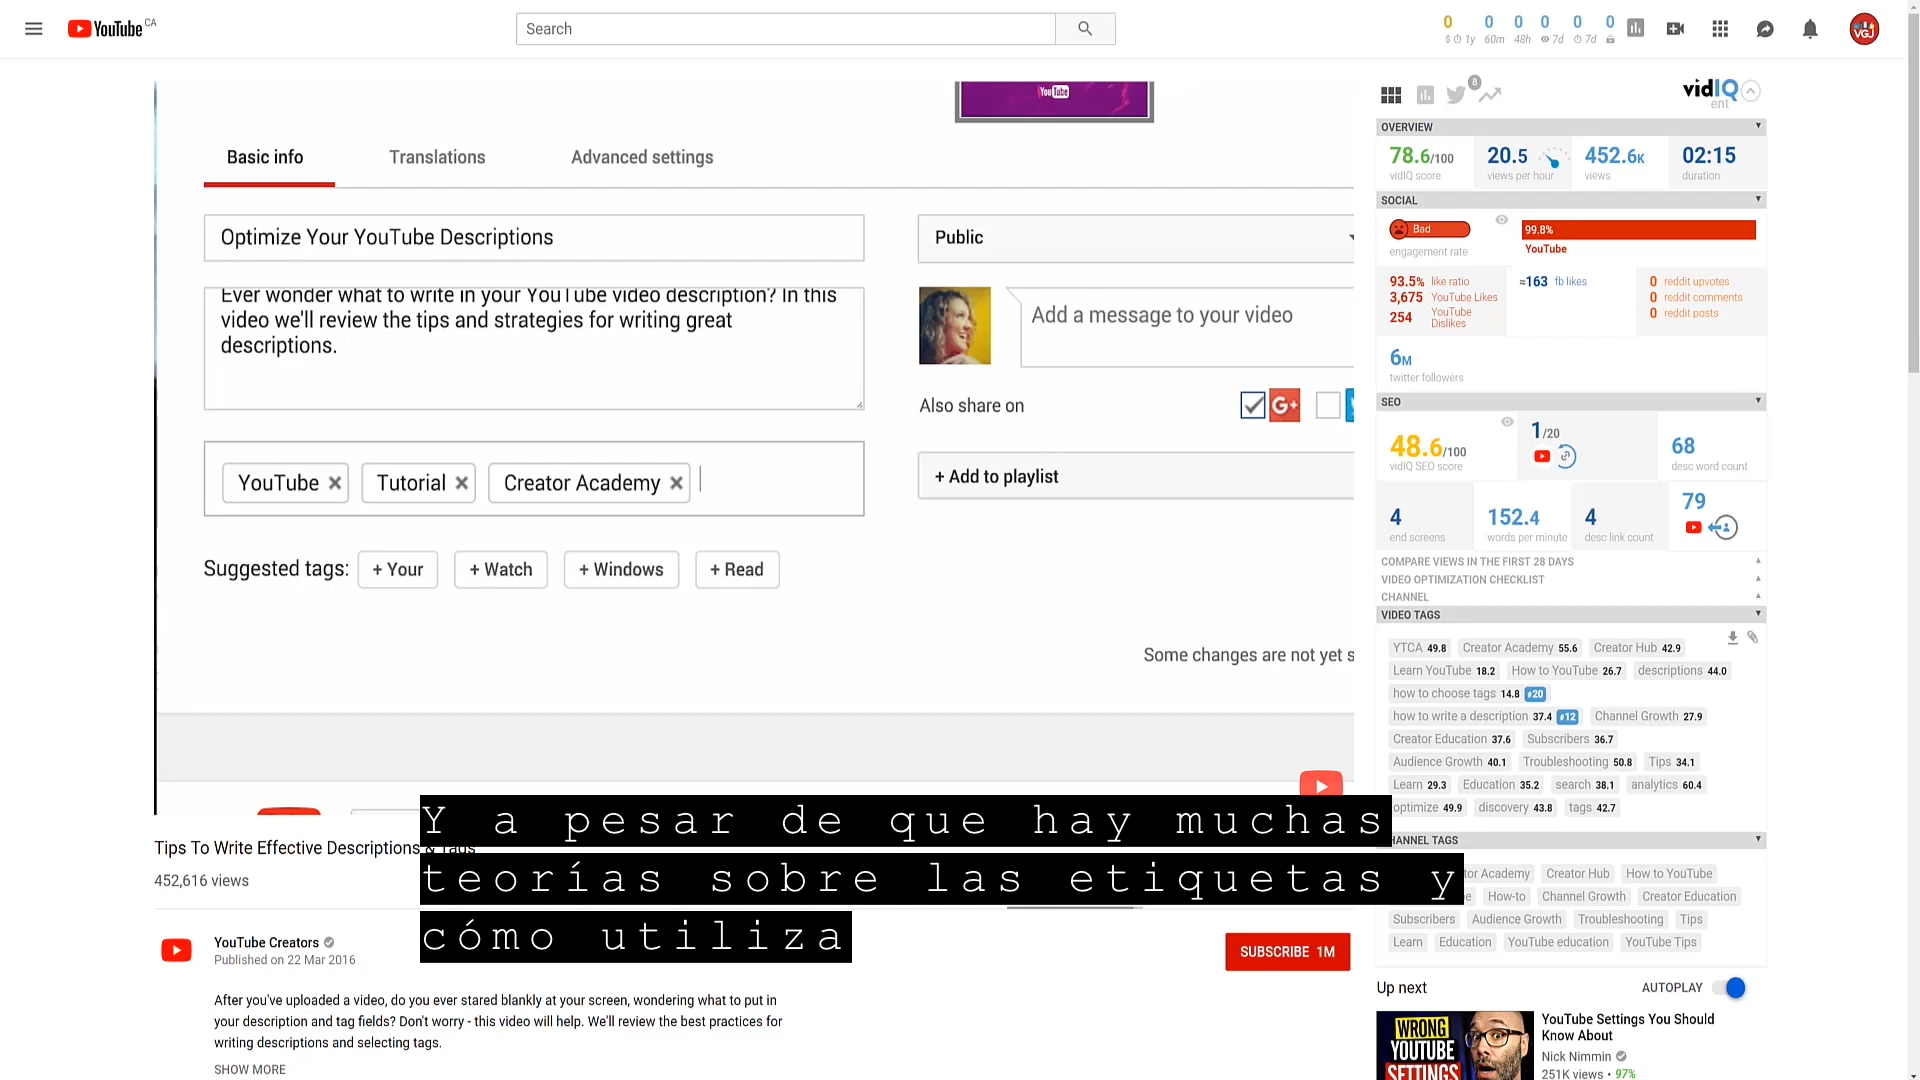 YouTube CA
Search
0 0 0 0 0 0
$ 1y 60m 48h 7d 7d
YouTube
Basic info Translations Advanced settings
Optimize Your YouTube Descriptions
Public
Ever wonder what to write in your YouTube video description? In this
video we'll review the tips and strategies for writing great
descriptions.
Add a message to your video
Also share on
G+
YouTube × Tutorial × Creator Academy ×
+ Add to playlist
Suggested tags: + Your + Watch + Windows + Read
Some changes are not yet s
Y a pesar de que hay muchas
teorías sobre las etiquetas y
cómo utiliza
Tips To Write Effective Descriptions & Tags
452,616 views
YouTube Creators
Published on 22 Mar 2016
SUBSCRIBE 1M
After you've uploaded a video, do you ever stared blankly at your screen, wondering what to put in
your description and tag fields? Don't worry - this video will help. We'll review the best practices for
writing descriptions and selecting tags.
SHOW MORE
8
vidIQ
ent
OVERVIEW
78.6/100 20.5 452.6K 02:15
vidIQ score views per hour views duration
SOCIAL
Bad 99.8%
engagement rate YouTube
93.5% like ratio ≈163 fb likes 0 reddit upvotes
3,675 YouTube Likes 0 reddit comments
254 YouTube Dislikes 0 reddit posts
6M
twitter followers
SEO
48.6/100 1/20 68
vidIQ SEO score desc word count
4 152.4 4 79
end screens words per minute desc link count
COMPARE VIEWS IN THE FIRST 28 DAYS
VIDEO OPTIMIZATION CHECKLIST
CHANNEL
VIDEO TAGS
YTCA 49.8 Creator Academy 55.6 Creator Hub 42.9
Learn YouTube 18.2 How to YouTube 26.7 descriptions 44.0
how to choose tags 14.8 #20
how to write a description 37.4 #12 Channel Growth 27.9
Creator Education 37.6 Subscribers 36.7
Audience Growth 40.1 Troubleshooting 50.8 Tips 34.1
Learn 29.3 Education 35.2 search 38.1 analytics 60.4
optimize 49.9 discovery 43.8 tags 42.7
HANNEL TAGS
tor Academy Creator Hub How to YouTube
e How-to Channel Growth Creator Education
Subscribers Audience Growth Troubleshooting Tips
Learn Education YouTube education YouTube Tips
Up next AUTOPLAY
WRONG
YOUTUBE
SETTINGS
YouTube Settings You Should
Know About
Nick Nimmin
251K views • 97%